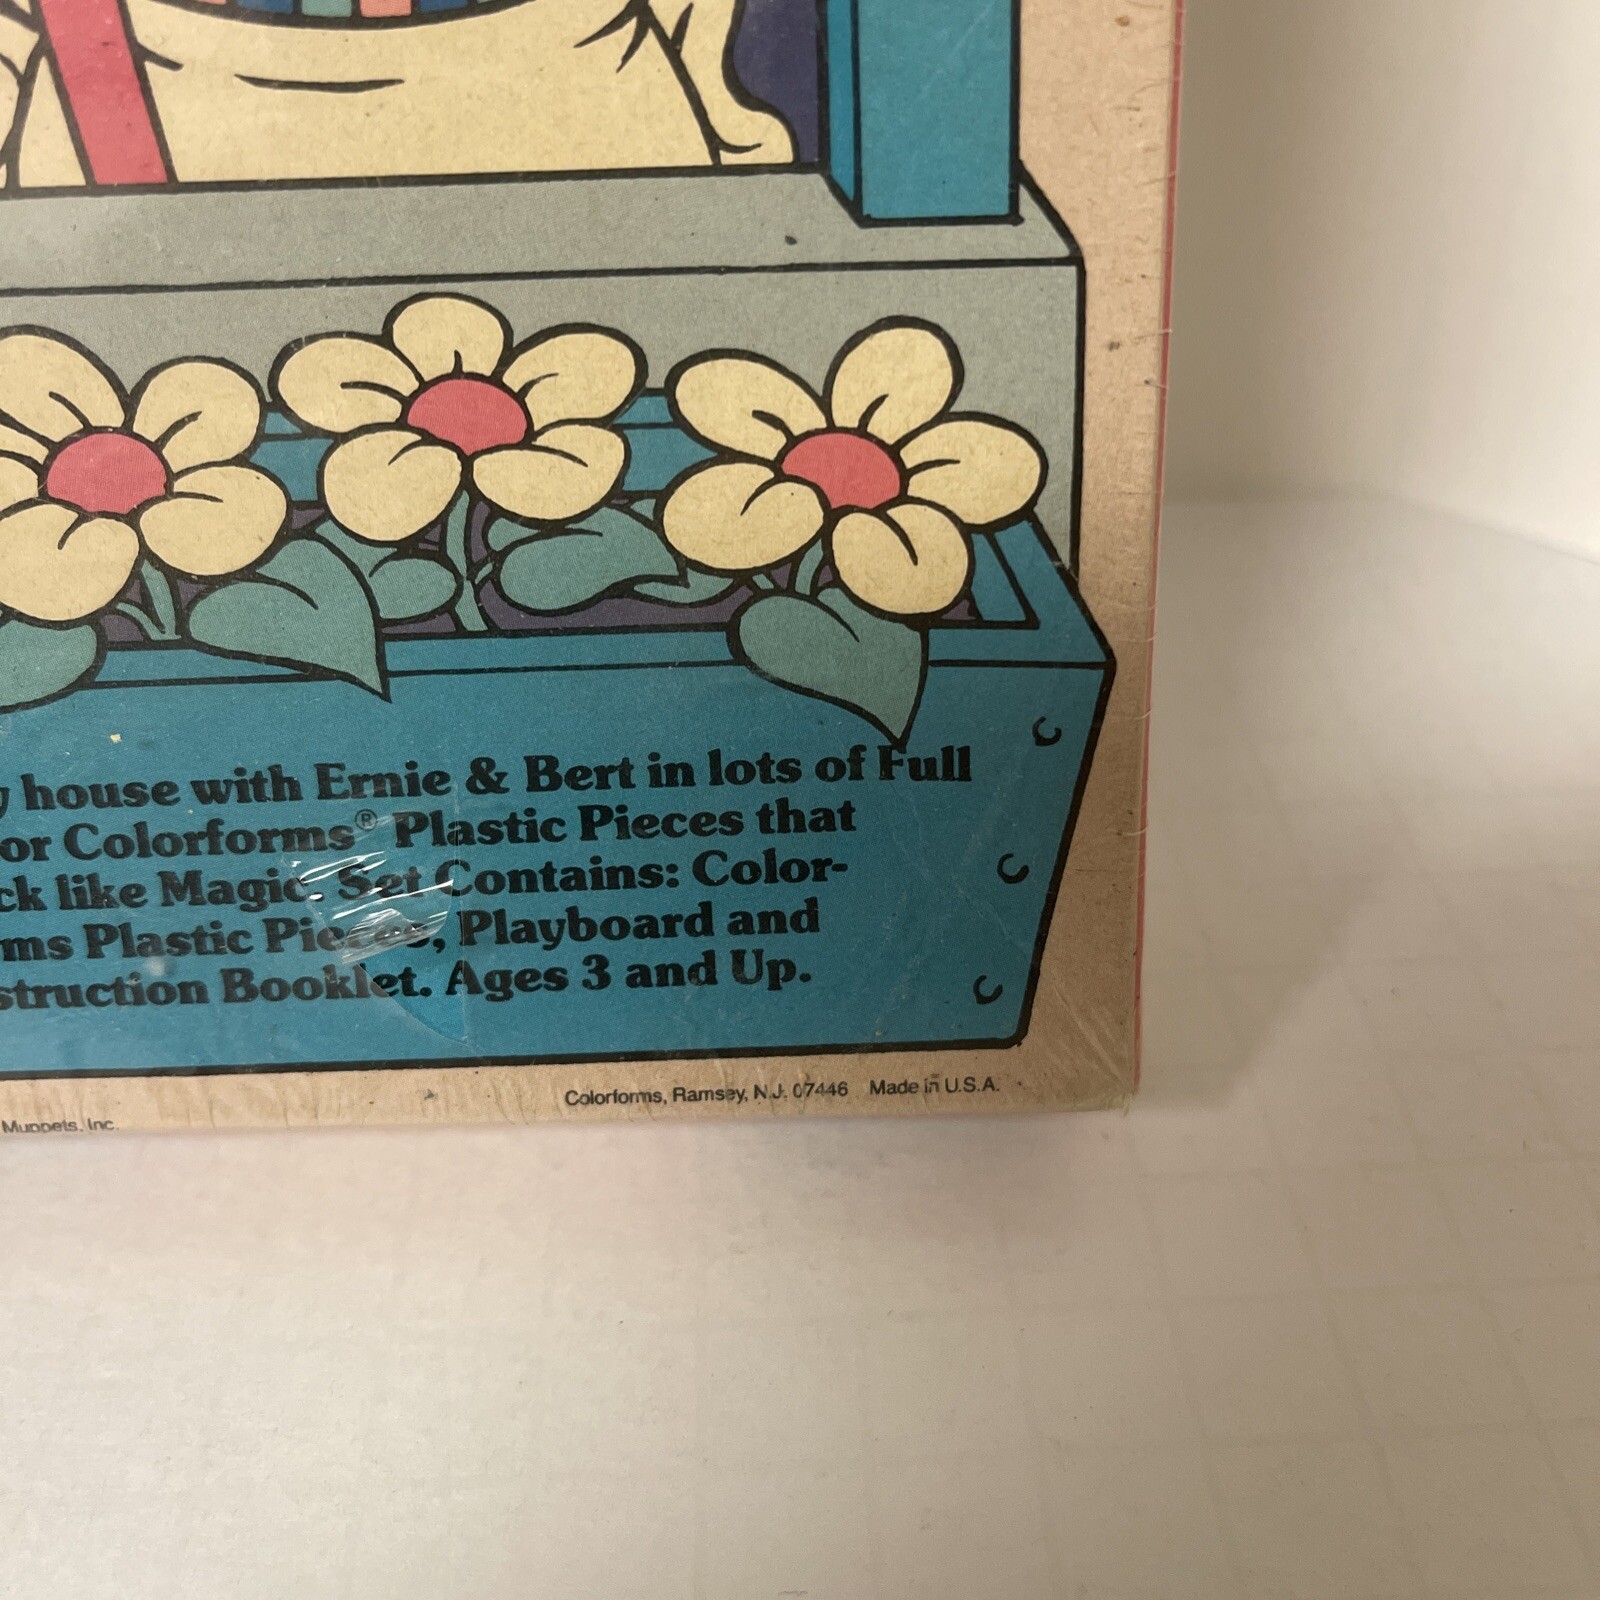 y house with Ernie & Bert in lots of Full
or Colorforms® Plastic Pieces that
ck like Magic. Set Contains: Color-
ms Plastic Pieces, Playboard and
struction Booklet. Ages 3 and Up.
Colorforms, Ramsey, N.J. 07446 Made in U.S.A.
Muppets, Inc.